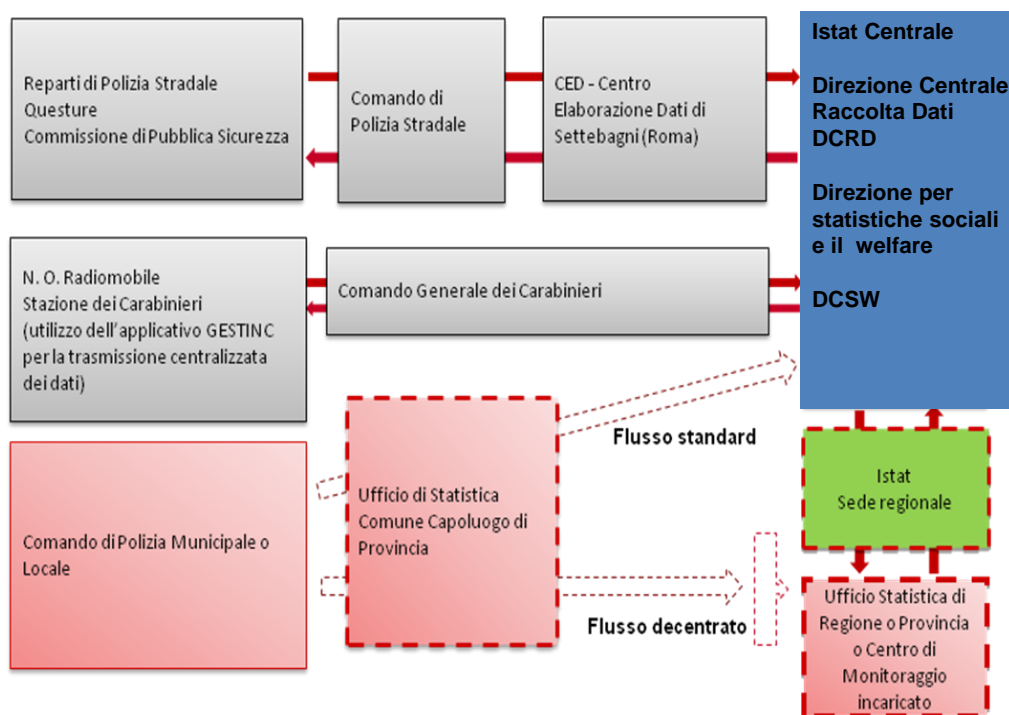 Reparti di Polizia Stradale
Questure
Commissione di Pubblica Sicurezza
Comando di
Polizia Stradale
CED - Centro
Elaborazione Dati di
Settebagni (Roma)
Istat Centrale
Direzione Centrale
Raccolta Dati
DCRD
Direzione per
statistiche sociali
e il welfare
DCSW
N. O. Radiomobile
Stazione dei Carabinieri
(utilizzo dell'applicativo GESTINC
per la trasmissione centralizzata
dei dati)
Comando Generale dei Carabinieri
Flusso standard
Comando di Polizia Municipale o
Locale
Ufficio di Statistica
Comune Capoluogo di
Provincia
Flusso decentrato
Istat
Sede regionale
Ufficio Statistica di
Regione o Provincia
o Centro di
Monitoraggio
incaricato